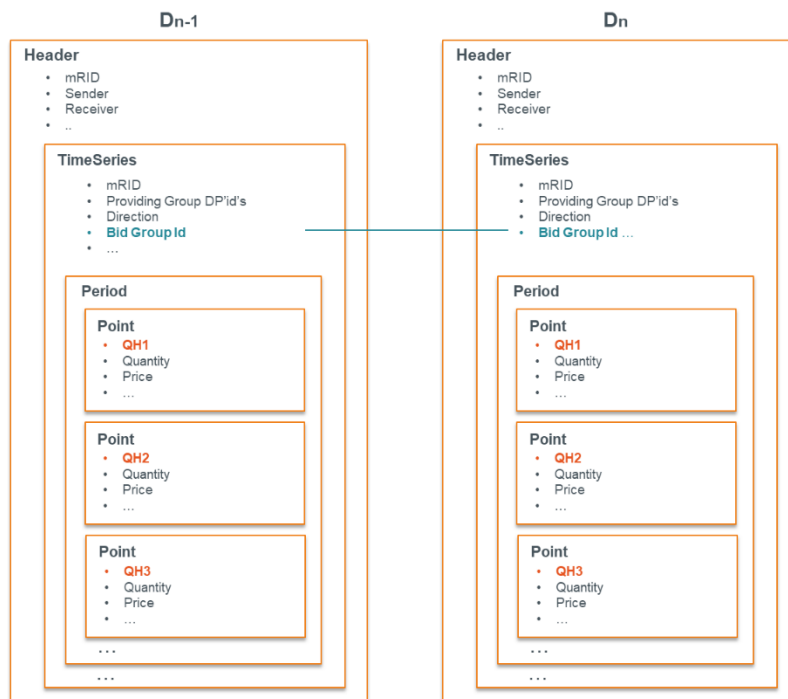 Dn-1
Header
• mRID
• Sender
• Receiver
• ..
TimeSeries
• mRID
• Providing Group DP'id's
• Direction
• Bid Group Id
• ...
Period
Point
• QH1
• Quantity
• Price
• ...
Point
• QH2
• Quantity
• Price
• ...
Point
• QH3
• Quantity
• Price
• ...
...
...
Dn
Header
• mRID
• Sender
• Receiver
• ..
TimeSeries
• mRID
• Providing Group DP'id's
• Direction
• Bid Group Id ...
Period
Point
• QH1
• Quantity
• Price
• ...
Point
• QH2
• Quantity
• Price
• ...
Point
• QH3
• Quantity
• Price
• ...
...
...